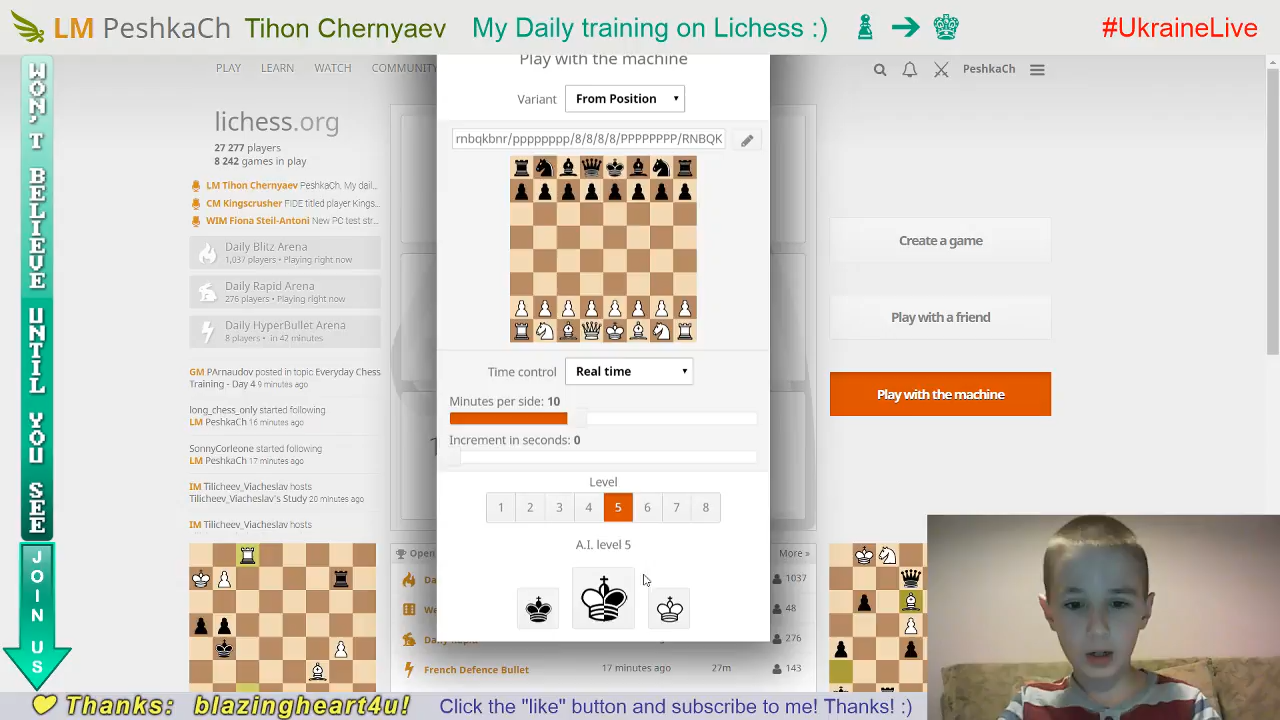 LM PeshkaCh Tihon Chernyaev My Daily training on Lichess :) #UkraineLive
WON'T BELIEVE UNTIL YOU SEE
JOIN US
PLAY LEARN WATCH COMMUNITY
PeshkaCh
lichess.org
27 277 players
8 242 games in play
LM Tihon Chernyaev PeshkaCh, My dail...
CM Kingscrusher FIDE titled player Kings...
WIM Fiona Steil-Antoni New PC test str...
Daily Blitz Arena
1,037 players • Playing right now
Daily Rapid Arena
276 players • Playing right now
Daily HyperBullet Arena
8 players • in 42 minutes
GM PArnaudov posted in topic Everyday Chess
Training - Day 4 9 minutes ago
long_chess_only started following
LM PeshkaCh 16 minutes ago
SonnyCorleone started following
LM PeshkaCh 17 minutes ago
IM Tilicheev_Viacheslav hosts
Tilicheev_Viacheslav's Study 20 minutes ago
IM Tilicheev_Viacheslav hosts
Play with the machine
Variant From Position
rnbqkbnr/pppppppp/8/8/8/8/PPPPPPPP/RNBQK
Time control Real time
Minutes per side: 10
Increment in seconds: 0
Level
1 2 3 4 5 6 7 8
A.I. level 5
Create a game
Play with a friend
Play with the machine
Open
More »
1037
48
276
French Defence Bullet 17 minutes ago 27m 143
Thanks: blazingheart4u! Click the "like" button and subscribe to me! Thanks! :)